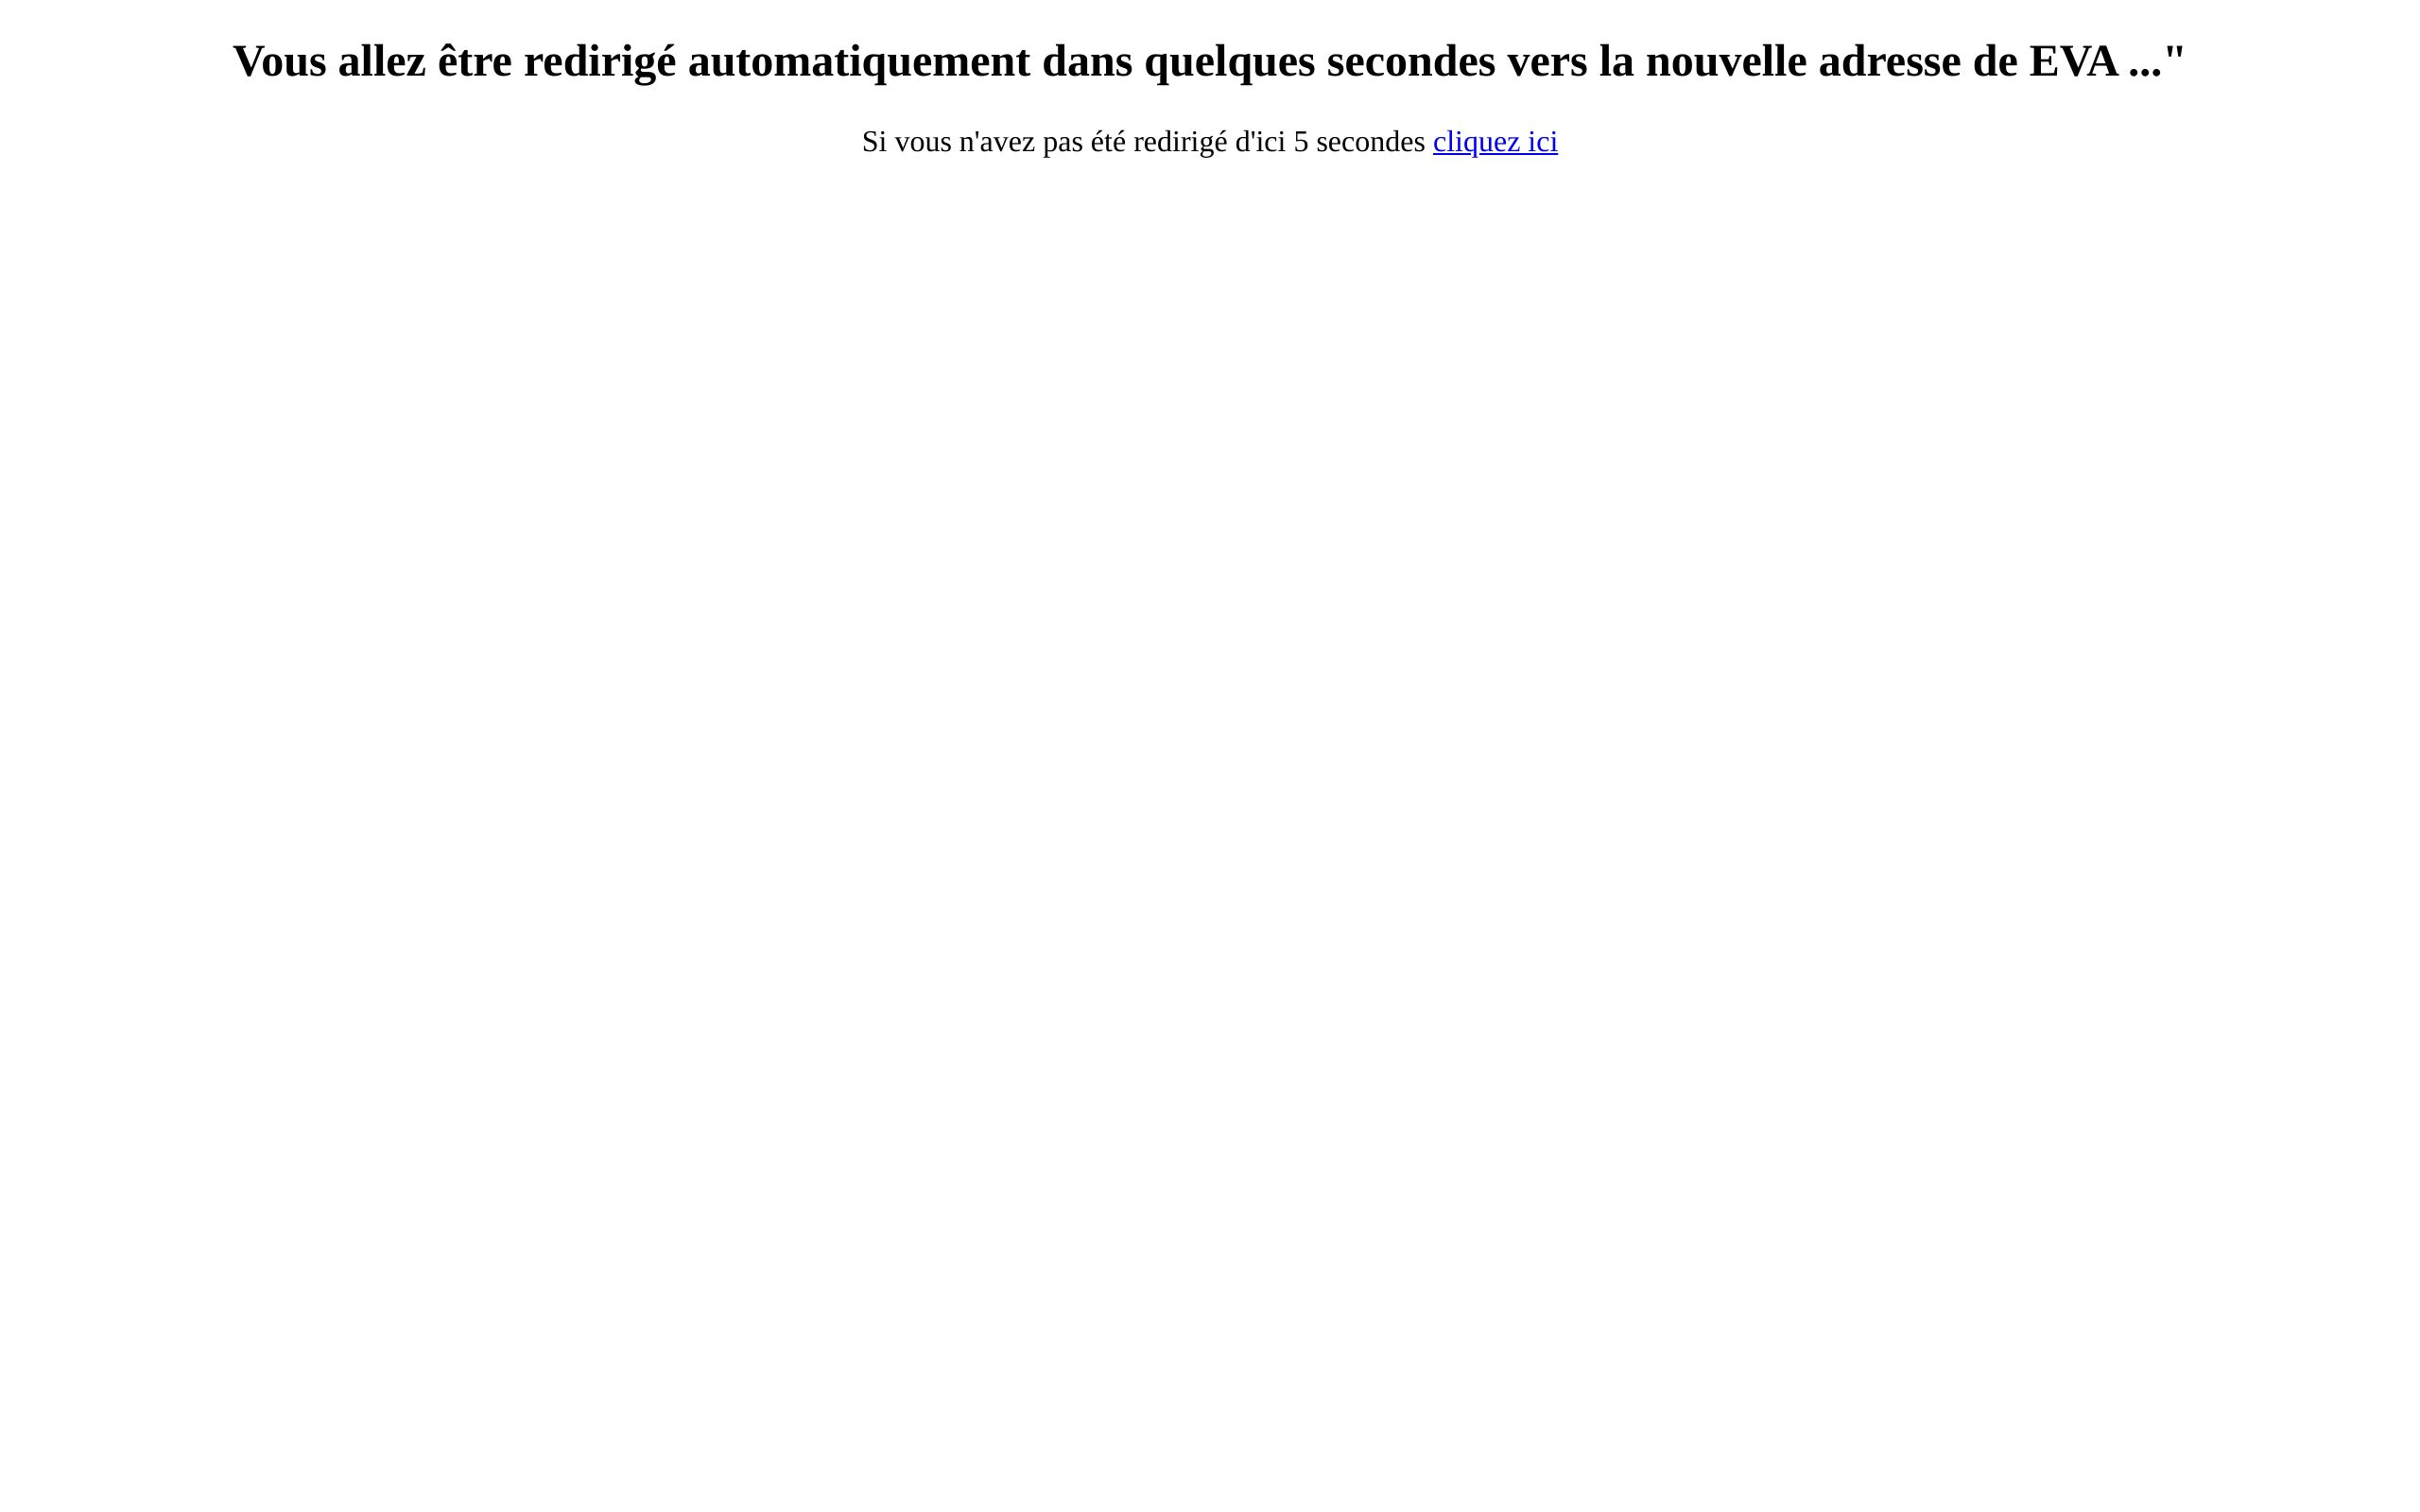 Vous allez être redirigé automatiquement dans quelques secondes vers la nouvelle adresse de EVA ..."
Si vous n'avez pas été redirigé d'ici 5 secondes cliquez ici